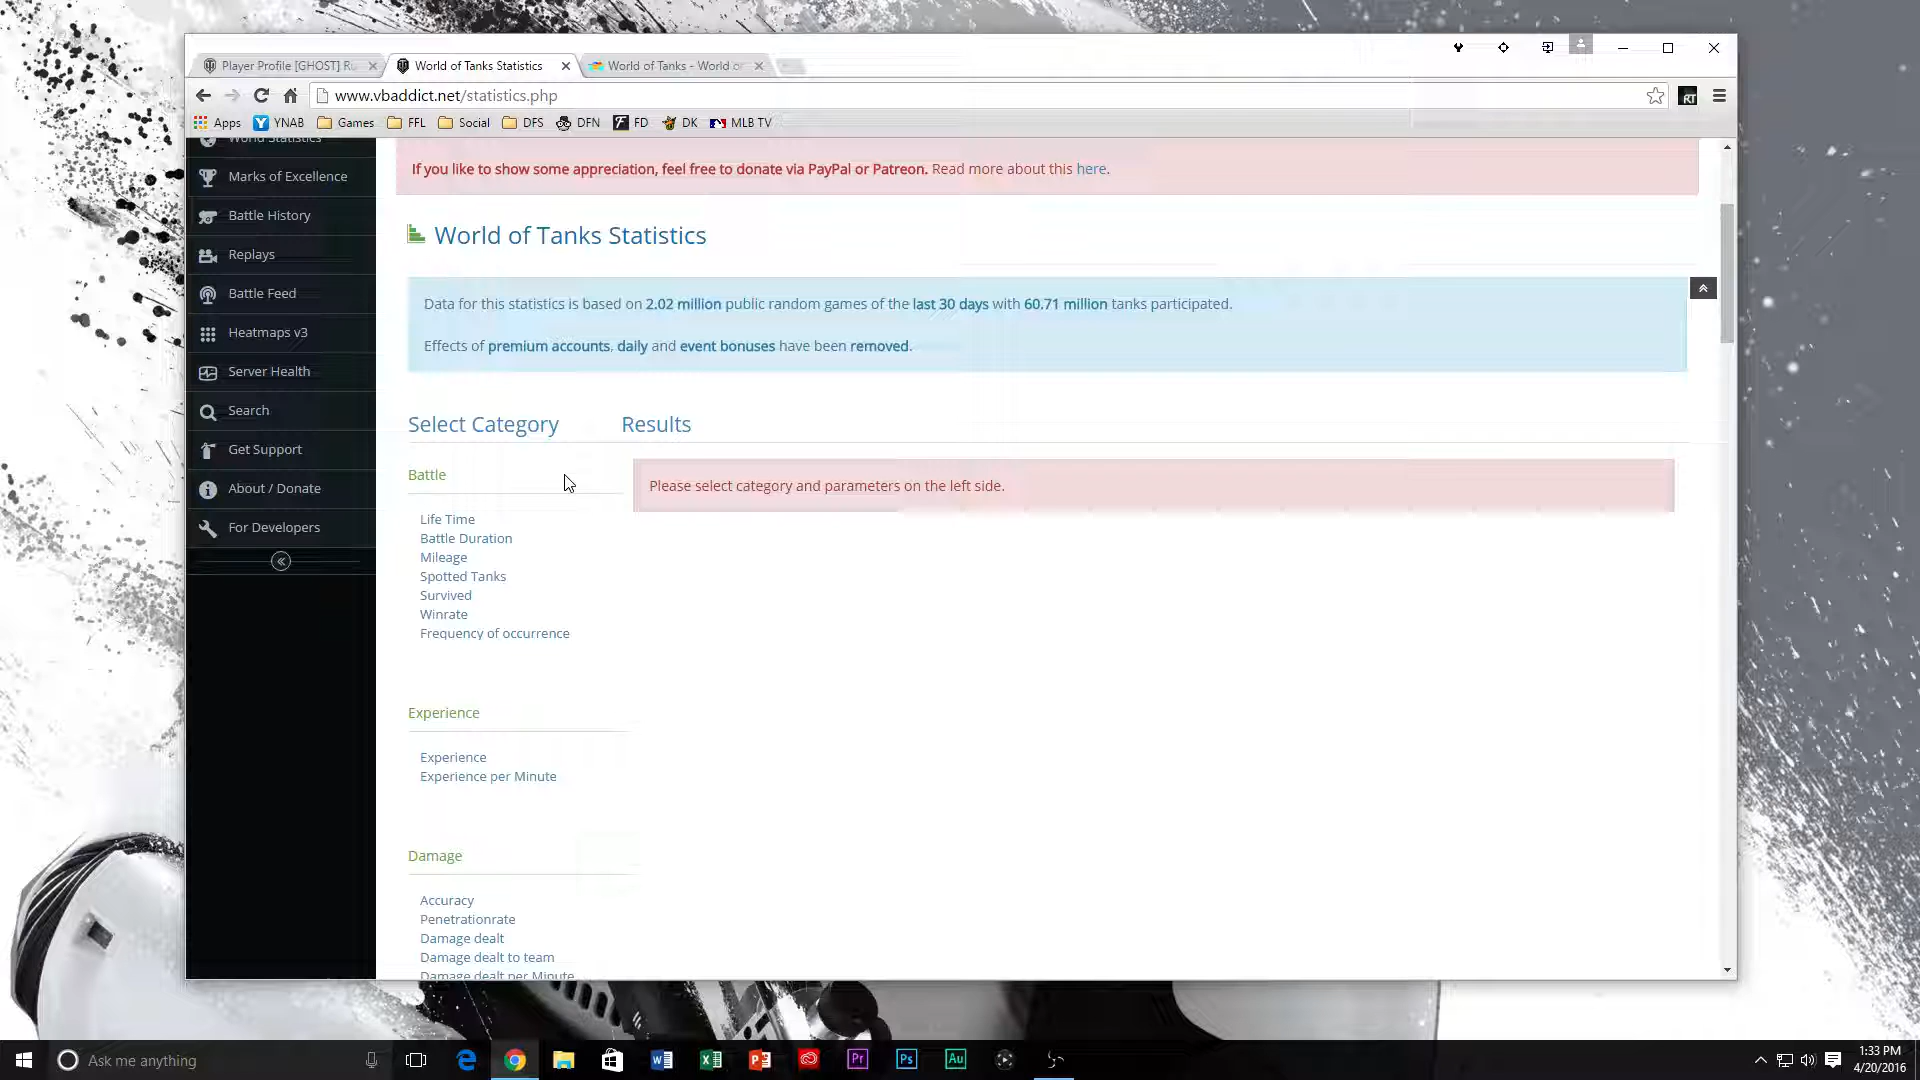 Player Profile [GHOST] Ru
World of Tanks Statistics
World of Tanks - World o
www.vbaddict.net/statistics.php
Apps
YNAB
Games
FFL
Social
DFS
DFN
FD
DK
MLB TV
World Statistics
Marks of Excellence
Battle History
Replays
Battle Feed
Heatmaps v3
Server Health
Search
Get Support
About / Donate
For Developers
If you like to show some appreciation, feel free to donate via PayPal or Patreon. Read more about this here.
World of Tanks Statistics
Data for this statistics is based on 2.02 million public random games of the last 30 days with 60.71 million tanks participated.
Effects of premium accounts, daily and event bonuses have been removed.
Select Category
Results
Battle
Please select category and parameters on the left side.
Life Time
Battle Duration
Mileage
Spotted Tanks
Survived
Winrate
Frequency of occurrence
Experience
Experience
Experience per Minute
Damage
Accuracy
Penetrationrate
Damage dealt
Damage dealt to team
Damage dealt per Minute
Ask me anything
1:33 PM
4/20/2016